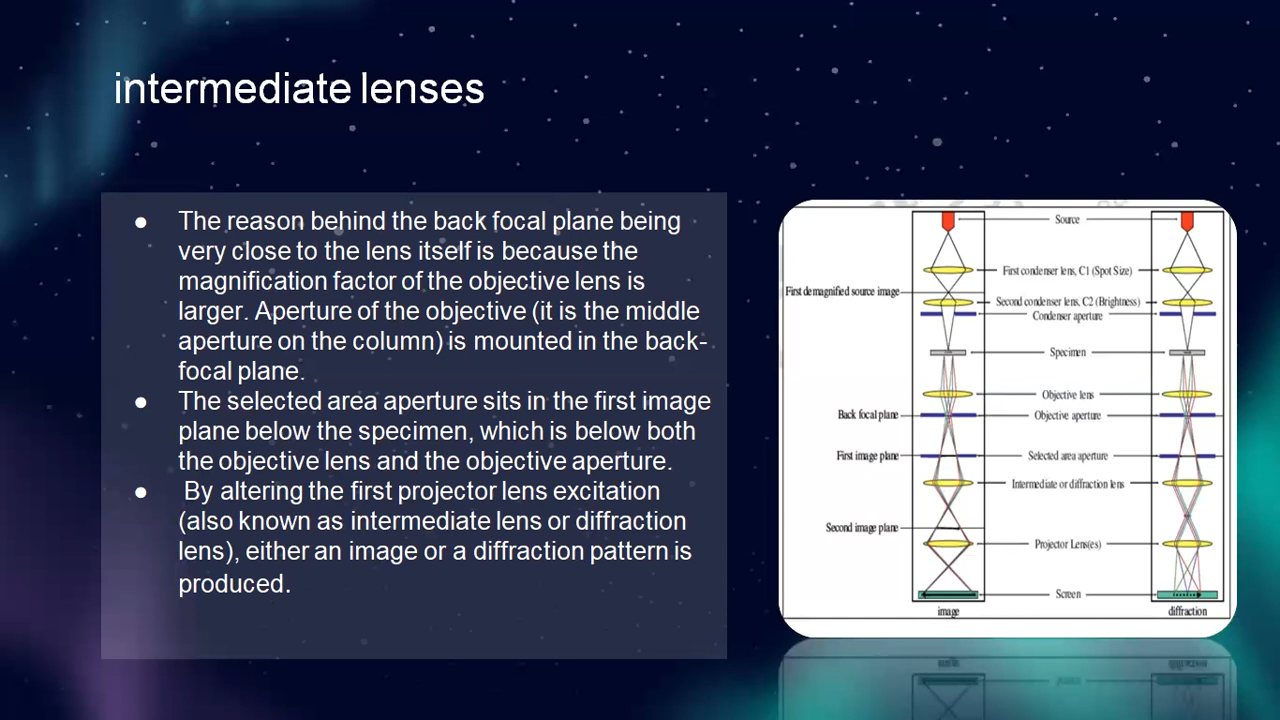 intermediate lenses
● The reason behind the back focal plane being
very close to the lens itself is because the
magnification factor of the objective lens is
larger. Aperture of the objective (it is the middle
aperture on the column) is mounted in the back-
focal plane.
● The selected area aperture sits in the first image
plane below the specimen, which is below both
the objective lens and the objective aperture.
● By altering the first projector lens excitation
(also known as intermediate lens or diffraction
lens), either an image or a diffraction pattern is
produced.
Source
First condenser lens, C1 (Spot Size)
First demagnified source image
Second condenser lens, C2 (Brightness)
Condenser aperture
Specimen
Objective lens
Back focal plane
Objective aperture
First image plane
Selected area aperture
Intermediate or diffraction lens
Second image plane
Projector Lens(es)
Screen
image
diffraction